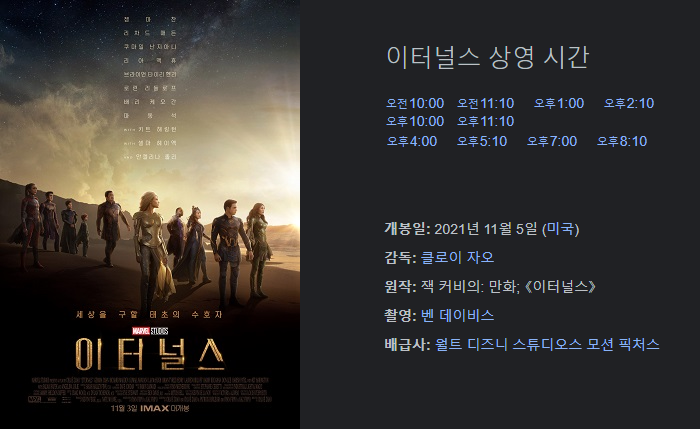 젬마 찬
리차드 매든
쿠마일 난지아니
리아 맥휴
브라이언 타이리 헨리
로런 리들로프
배리 케오간
마동석
키트 해링턴
셀마 헤이엑
안젤리나 졸리
세상을 구할 태초의 수호자
MARVEL STUDIOS
이터널스
11월 3일 IMAX 대개봉
이터널스 상영 시간
오전10:00 오전11:10 오후1:00 오후2:10
오후10:00 오후11:10
오후4:00 오후5:10 오후7:00 오후8:10
개봉일: 2021년 11월 5일 (미국)
감독: 클로이 자오
원작: 잭 커비의: 만화; 《이터널스》
촬영: 벤 데이비스
배급사: 월트 디즈니 스튜디오스 모션 픽처스